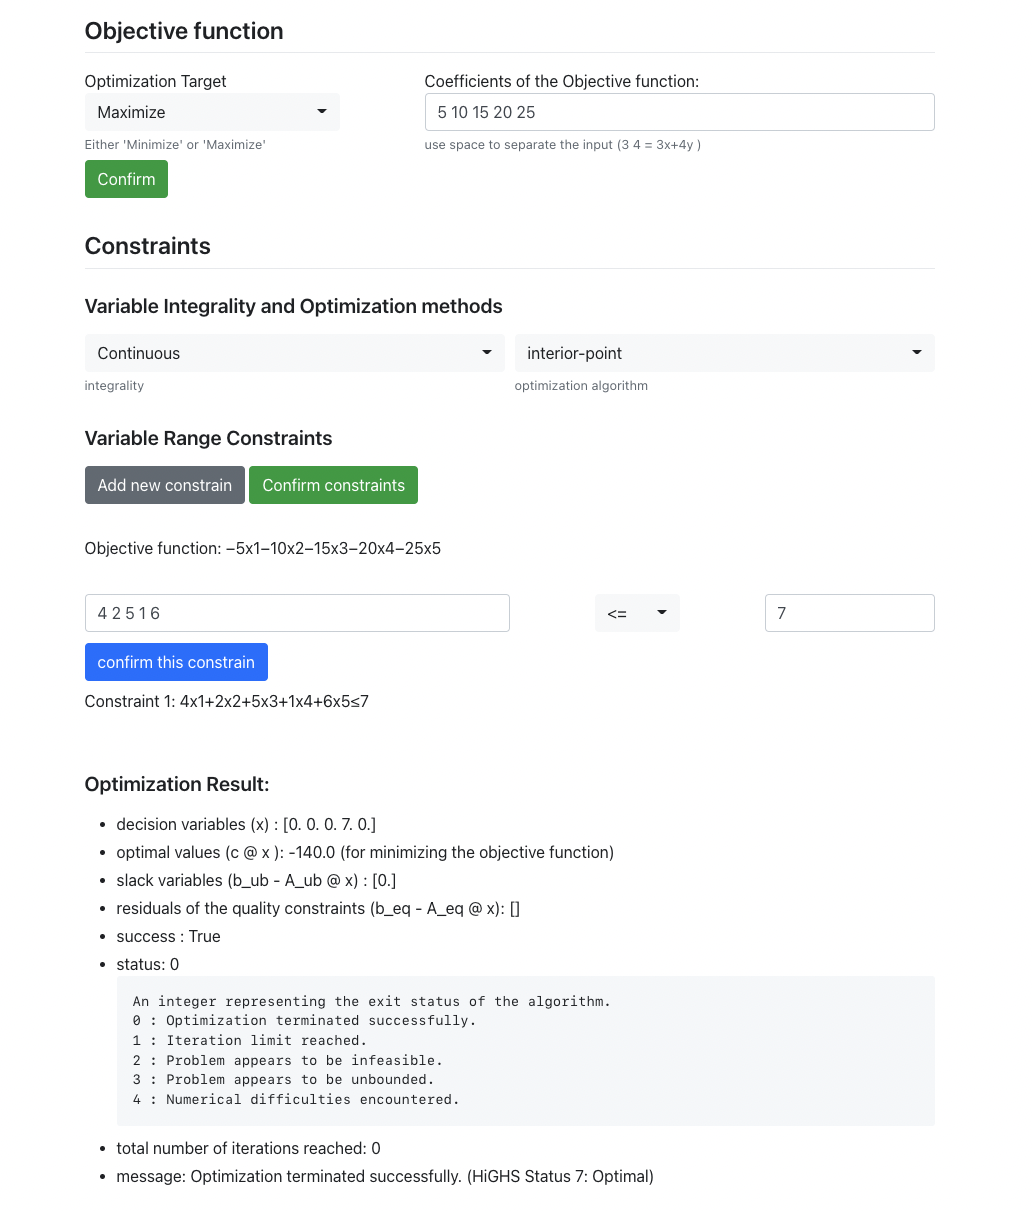 Objective function
Optimization Target
Coefficients of the Objective function:
Maximize
5 10 15 20 25
Either 'Minimize' or 'Maximize'
use space to separate the input (3 4 = 3x+4y )
Confirm
Constraints
Variable Integrality and Optimization methods
Continuous
interior-point
integrality
optimization algorithm
Variable Range Constraints
Add new constrain
Confirm constraints
Objective function: −5x1−10x2−15x3−20x4−25x5
4 2 5 1 6
<=
7
confirm this constrain
Constraint 1: 4x1+2x2+5x3+1x4+6x5≤7
Optimization Result:
• decision variables (x) : [0. 0. 0. 7. 0.]
• optimal values (c @ x ): -140.0 (for minimizing the objective function)
• slack variables (b_ub - A_ub @ x) : [0.]
• residuals of the quality constraints (b_eq - A_eq @ x): []
• success : True
• status: 0
An integer representing the exit status of the algorithm.
0 : Optimization terminated successfully.
1 : Iteration limit reached.
2 : Problem appears to be infeasible.
3 : Problem appears to be unbounded.
4 : Numerical difficulties encountered.
• total number of iterations reached: 0
• message: Optimization terminated successfully. (HiGHS Status 7: Optimal)